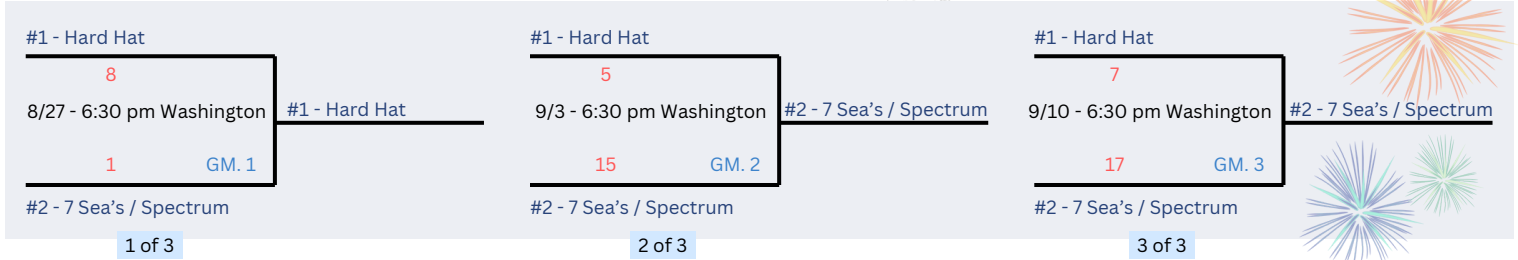 #1 - Hard Hat
8
8/27 - 6:30 pm Washington
#1 - Hard Hat
1
GM. 1
#2 - 7 Sea’s / Spectrum
1 of 3
#1 - Hard Hat
5
9/3 - 6:30 pm Washington
#2 - 7 Sea’s / Spectrum
15
GM. 2
#2 - 7 Sea’s / Spectrum
2 of 3
#1 - Hard Hat
7
9/10 - 6:30 pm Washington
#2 - 7 Sea’s / Spectrum
17
GM. 3
#2 - 7 Sea’s / Spectrum
3 of 3